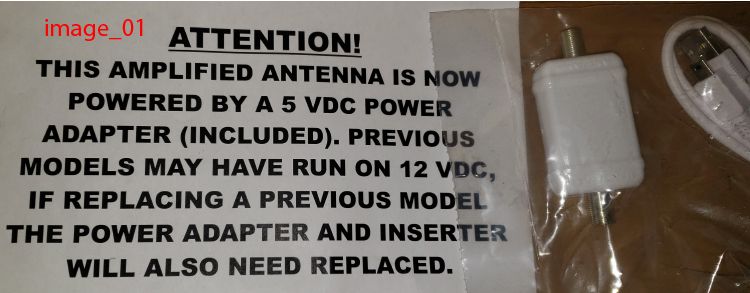 image_01
ATTENTION!
THIS AMPLIFIED ANTENNA IS NOW
POWERED BY A 5 VDC POWER
ADAPTER (INCLUDED). PREVIOUS
MODELS MAY HAVE RUN ON 12 VDC,
IF REPLACING A PREVIOUS MODEL
THE POWER ADAPTER AND INSERTER
WILL ALSO NEED REPLACED.